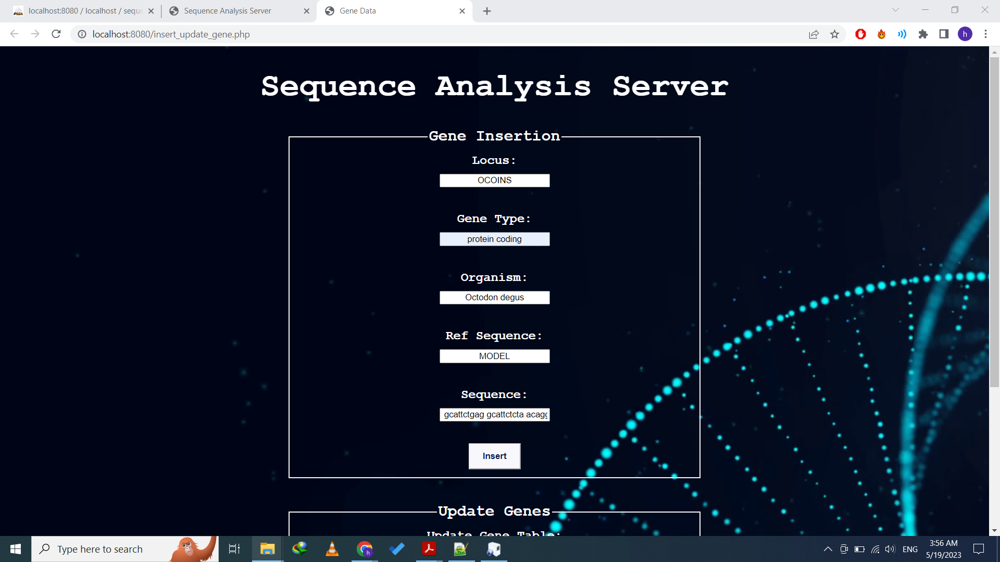 localhost:8080 / localhost / seque
Sequence Analysis Server
Gene Data
localhost:8080/insert_update_gene.php
h
Sequence Analysis Server
Gene Insertion
Locus:
OCOINS
Gene Type:
protein coding
Organism:
Octodon degus
Ref Sequence:
MODEL
Sequence:
gcattctgag gcattctcta acagg
Insert
Update Genes
Update Gene Table:
Type here to search
h
ENG
3:56 AM
5/19/2023